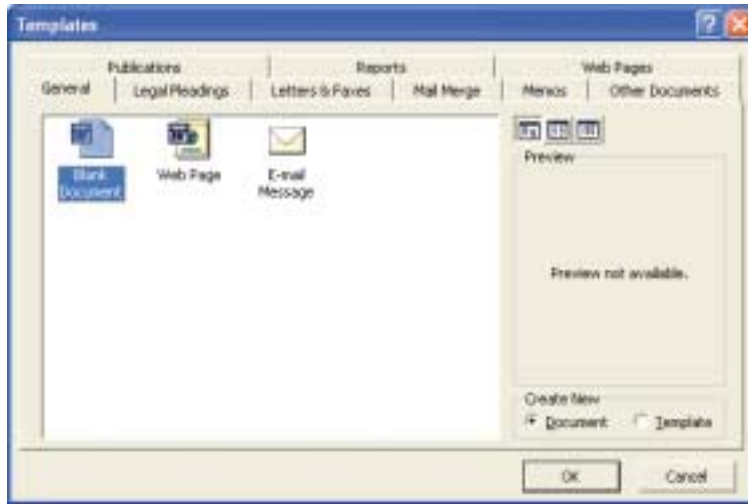 Templates
Publications Reports Web Pages
General Legal Pleadings Letters & Faxes Mail Merge Memos Other Documents
Blank Document
Web Page
E-mail Message
Preview
Preview not available.
Create New
Document Template
OK Cancel